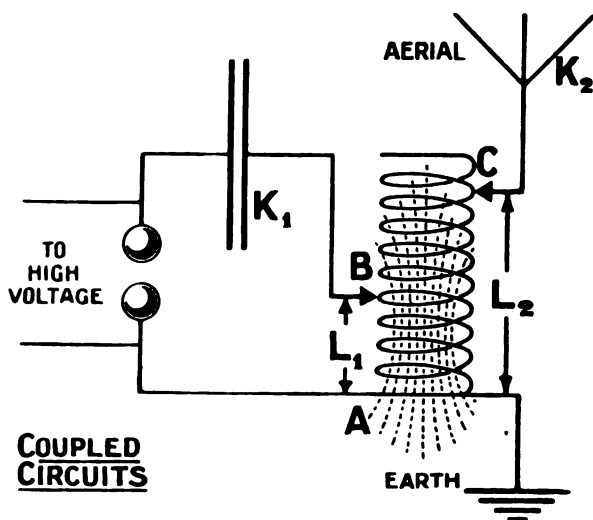 AERIAL
K₂
C
K₁
TO
HIGH
VOLTAGE
B
L₂
L₁
A
COUPLED
CIRCUITS
EARTH